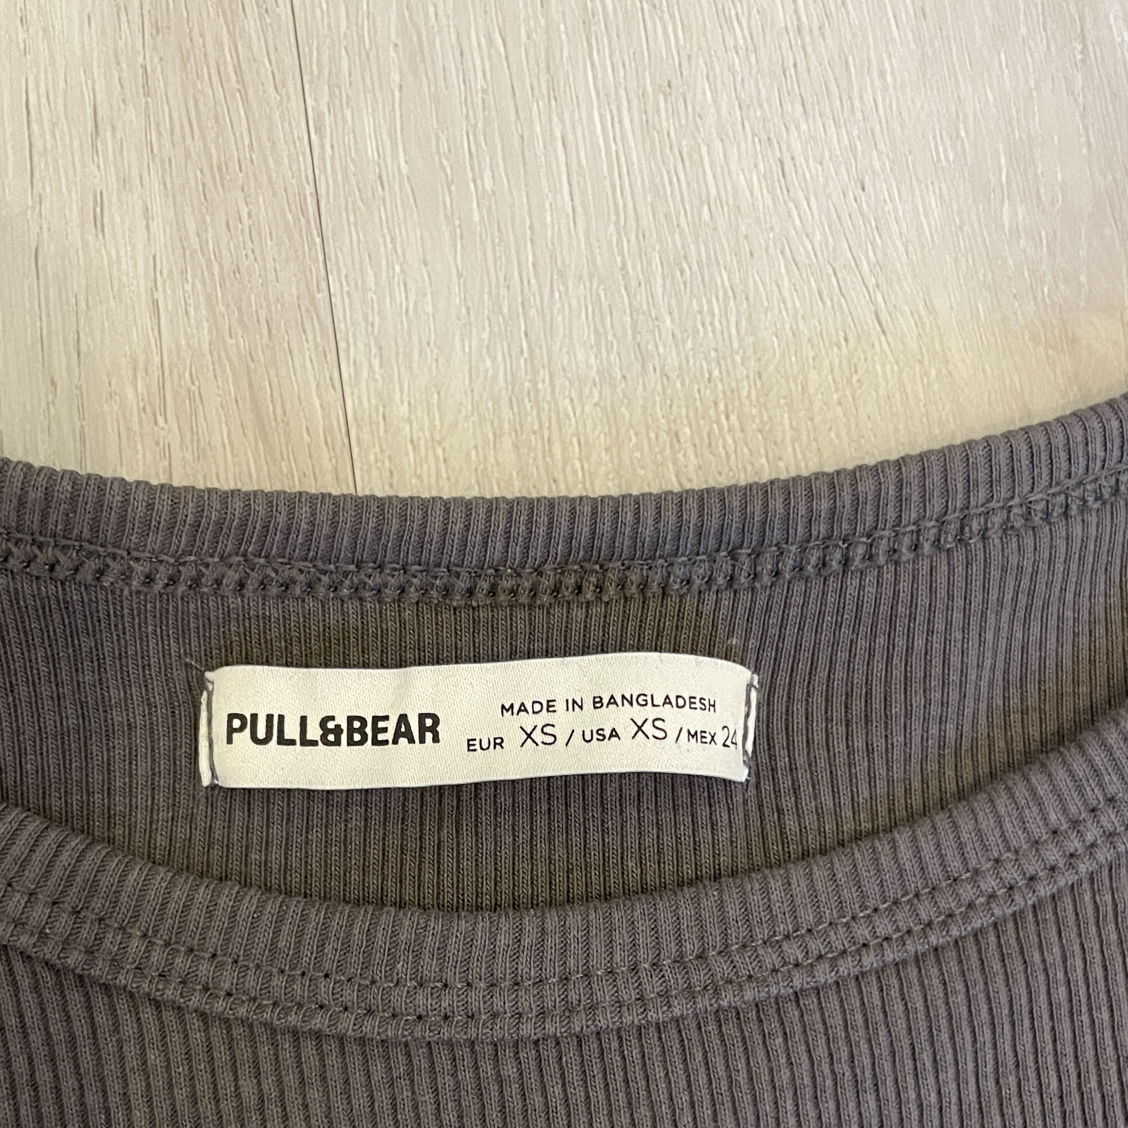 PULL&BEAR
MADE IN BANGLADESH
EUR XS / USA XS / MEX 24